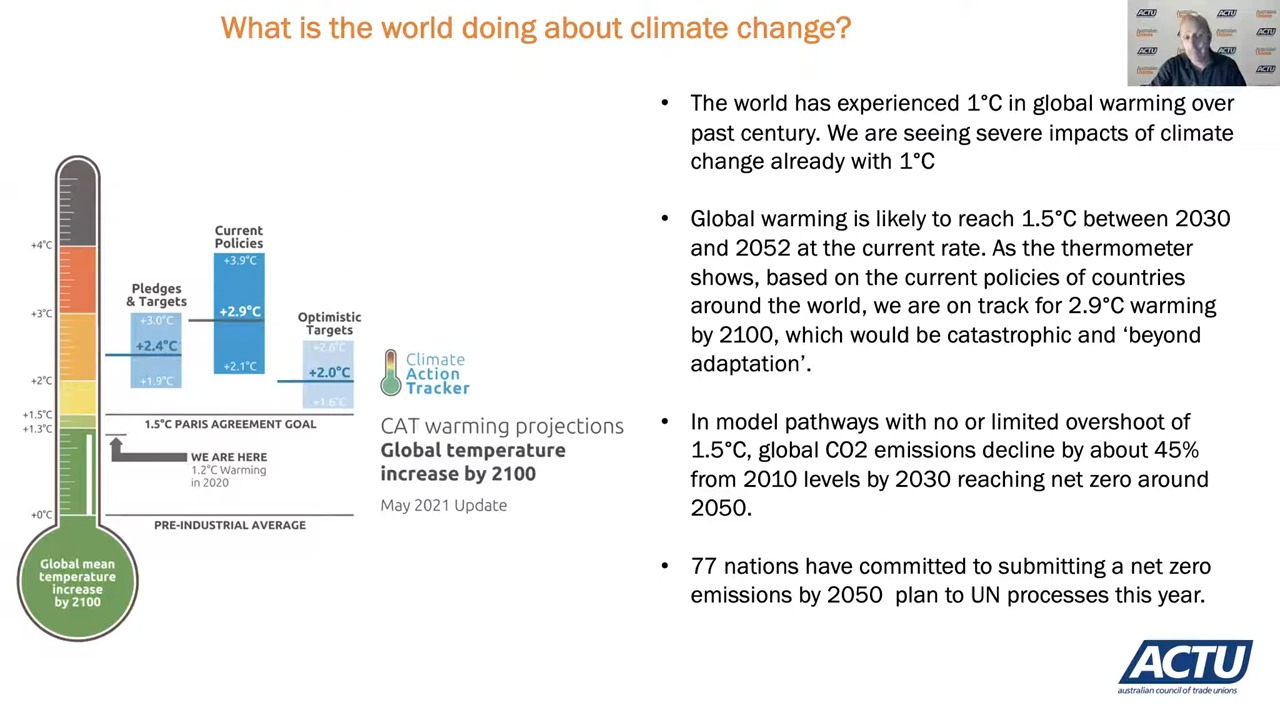 What is the world doing about climate change?
ACTU
ACTU
ACTU
ACTU
• The world has experienced 1°C in global warming over
past century. We are seeing severe impacts of climate
change already with 1°C
• Global warming is likely to reach 1.5°C between 2030
and 2052 at the current rate. As the thermometer
shows, based on the current policies of countries
around the world, we are on track for 2.9°C warming
by 2100, which would be catastrophic and ‘beyond
adaptation’.
• In model pathways with no or limited overshoot of
1.5°C, global CO2 emissions decline by about 45%
from 2010 levels by 2030 reaching net zero around
2050.
• 77 nations have committed to submitting a net zero
emissions by 2050 plan to UN processes this year.
+4°C
+3°C
+2°C
+1.5°C
+1.3°C
+0°C
Global mean
temperature
increase
by 2100
Pledges
& Targets
+3.0°C
+2.4°C
+1.9°C
Current
Policies
+3.9°C
+2.9°C
+2.1°C
Optimistic
Targets
+2.6°C
+2.0°C
+1.6°C
1.5°C PARIS AGREEMENT GOAL
WE ARE HERE
1.2°C Warming
in 2020
PRE-INDUSTRIAL AVERAGE
Climate
Action
Tracker
CAT warming projections
Global temperature
increase by 2100
May 2021 Update
ACTU
australian council of trade unions